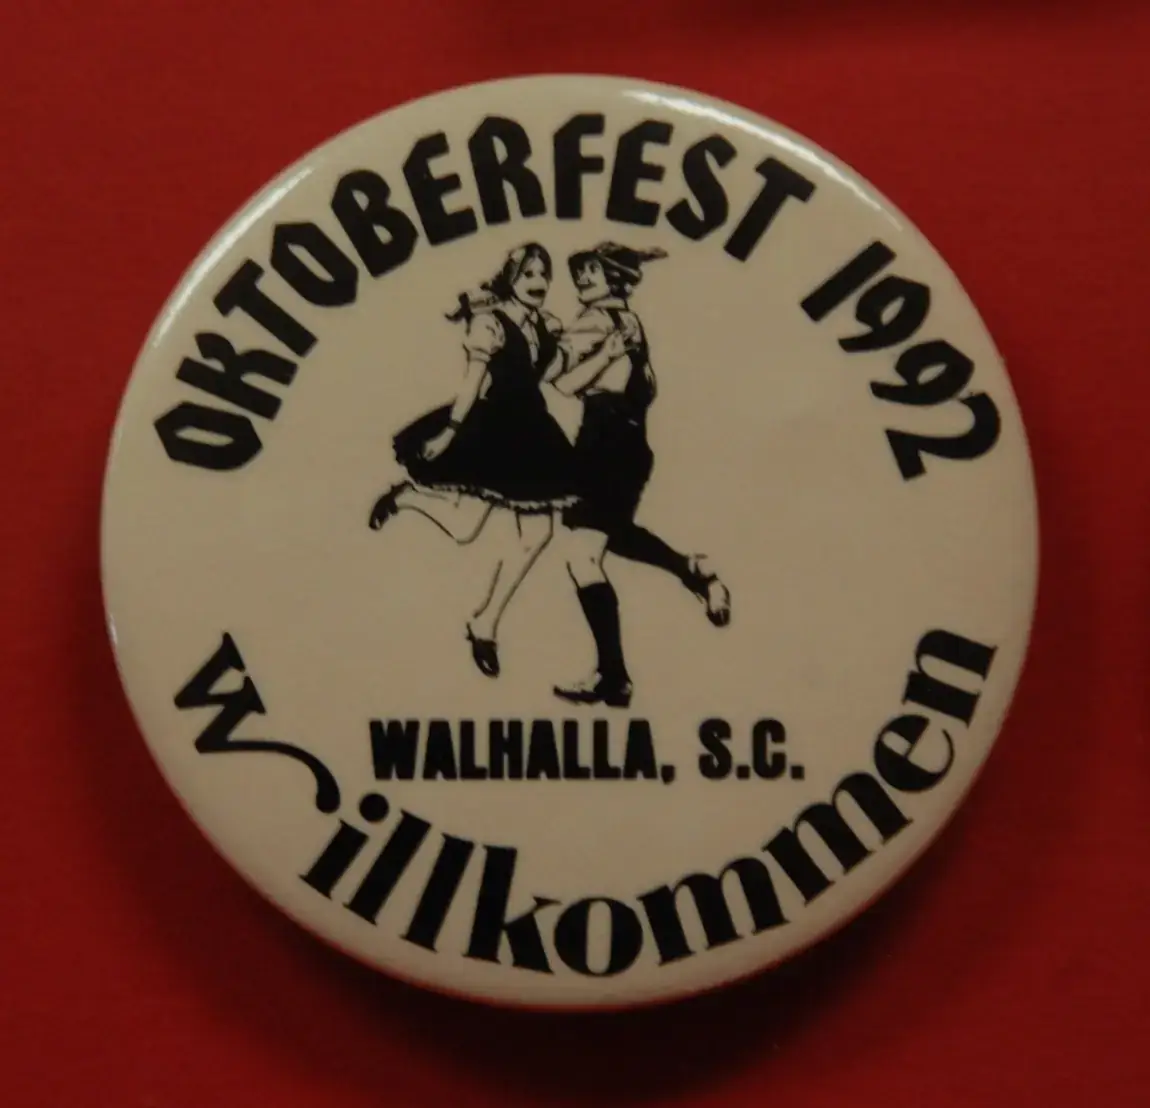 OKTOBERFEST 1992
WALHALLA, S.C.
Willkommen